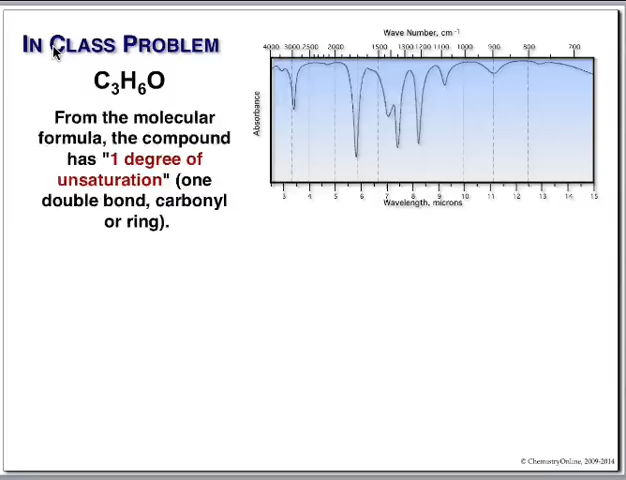 IN CLASS PROBLEM
C3H6O
From the molecular
formula, the compound
has "1 degree of
unsaturation" (one
double bond, carbonyl
or ring).
Wave Number, cm-1
4000 3000 2500 2000 1500 1300 1200 1100 1000 900 800 700
Absorbance
3 4 5 6 7 8 9 10 11 12 13 14 15
Wavelength, microns
© ChemistryOnline, 2009-2014